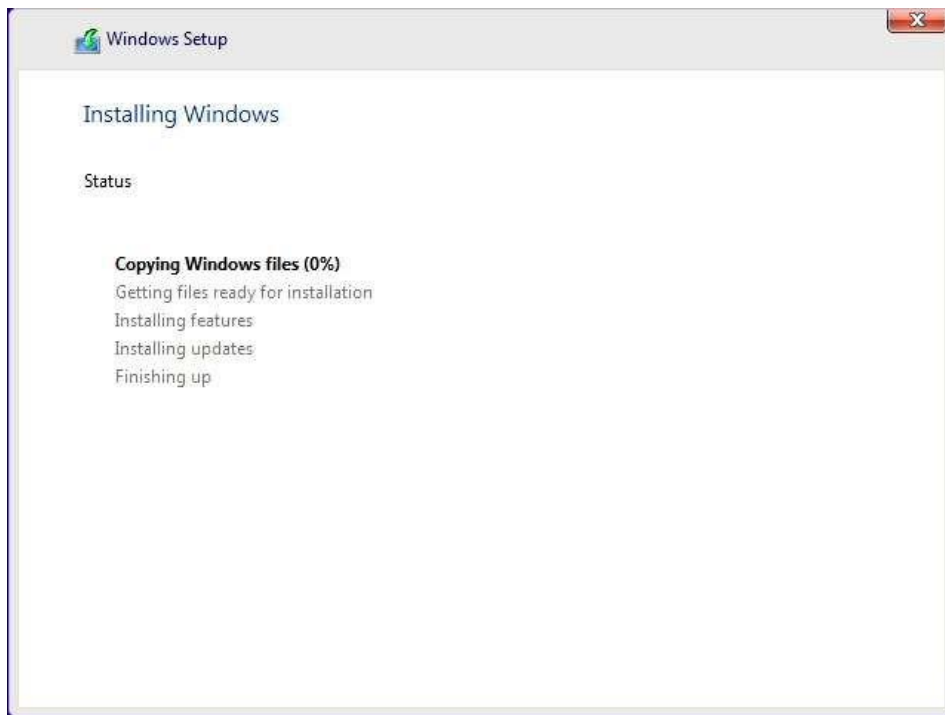 Windows Setup
Installing Windows
Status
Copying Windows files (0%)
Getting files ready for installation
Installing features
Installing updates
Finishing up